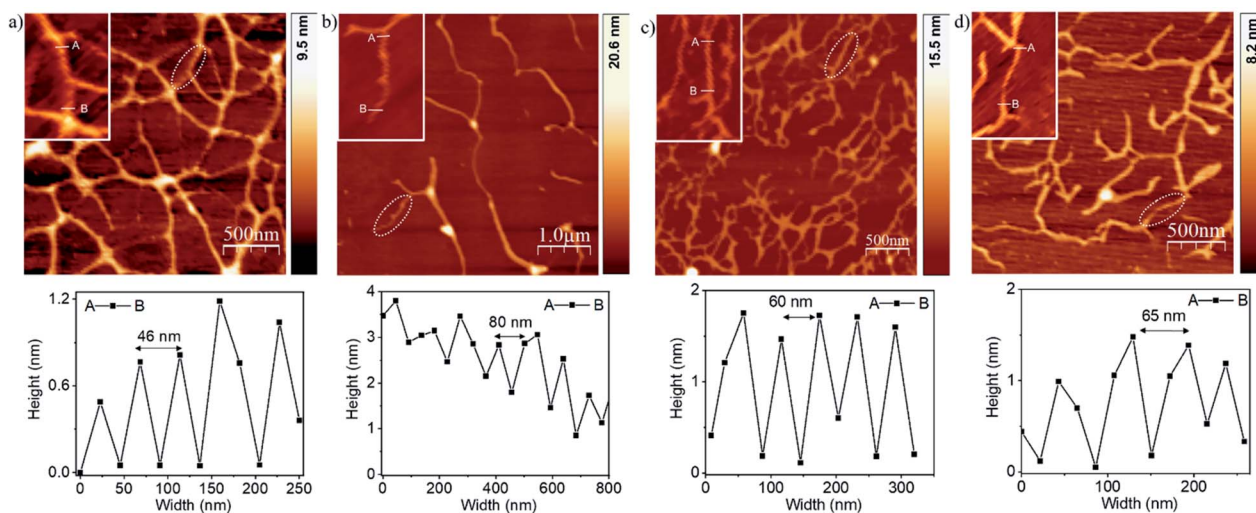 a)
A
B
500nm
9.5 nm
b)
A
B
1.0μm
20.6 nm
c)
A
B
500nm
15.5 nm
d)
A
B
500nm
8.2 nm
A B
46 nm
1.2
0.6
0.0
Height (nm)
0 50 100 150 200 250
Width (nm)
A B
80 nm
4
3
2
1
0
Height (nm)
0 200 400 600 800
Width (nm)
60 nm
A B
2
1
0
Height (nm)
0 100 200 300
Width (nm)
A B
65 nm
2
1
0
Height (nm)
0 100 200
Width (nm)